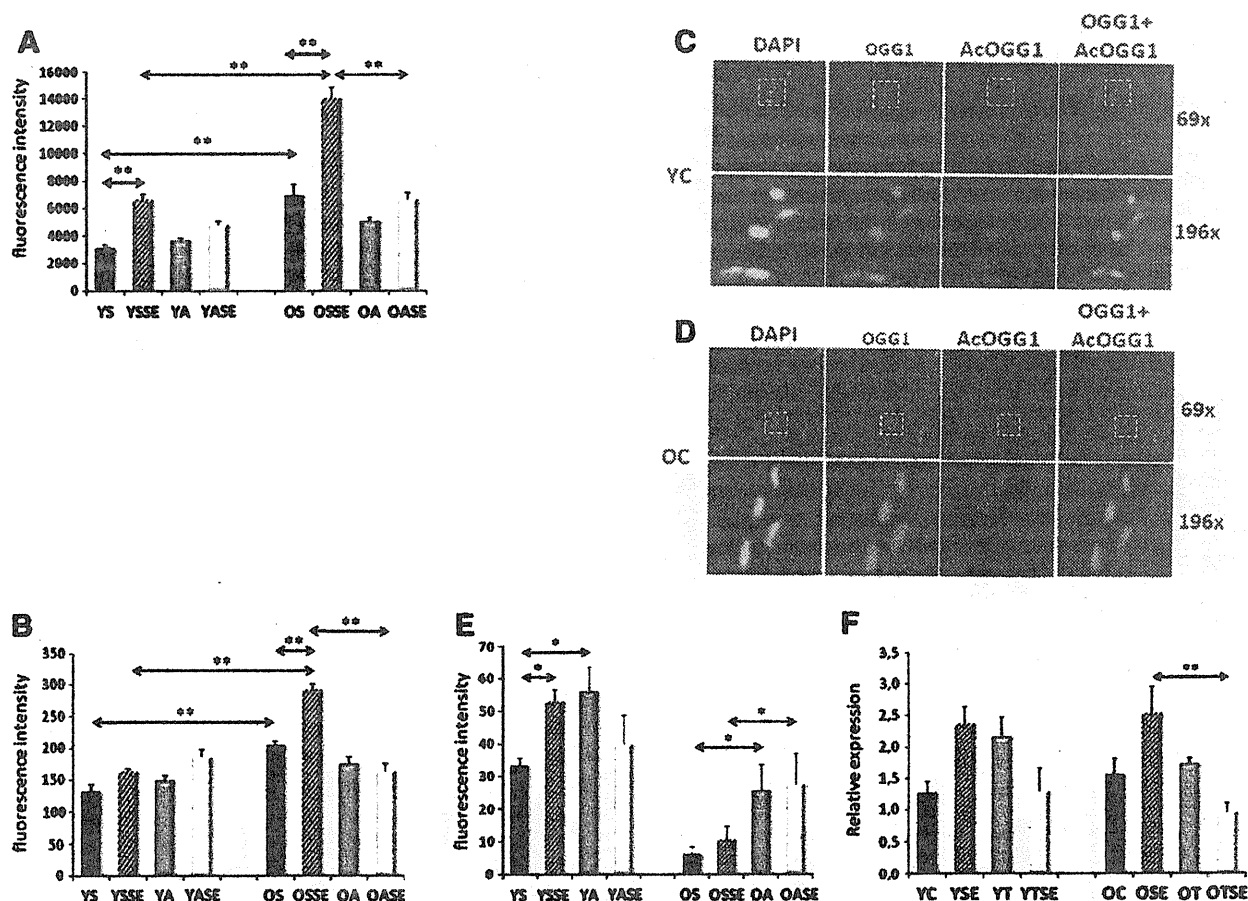 A
**
**
**
**
**
fluorescence intensity
16000
14000
12000
10000
8000
6000
4000
2000
0
YS YSSE YA YASE OS OSSE OA OASE
C
DAPI OGG1 AcOGG1 OGG1+
AcOGG1
YC
69x
196x
D
DAPI OGG1 AcOGG1 OGG1+
AcOGG1
OC
69x
196x
B
**
**
**
**
fluorescence intensity
350
300
250
200
150
100
50
0
YS YSSE YA YASE OS OSSE OA OASE
E
*
*
*
*
fluorescence intensity
70
60
50
40
30
20
10
0
YS YSSE YA YASE OS OSSE OA OASE
F
**
Relative expression
3,5
3,0
2,5
2,0
1,5
1,0
0,5
0,0
YC YSE YT YTSE OC OSE OT OTSE